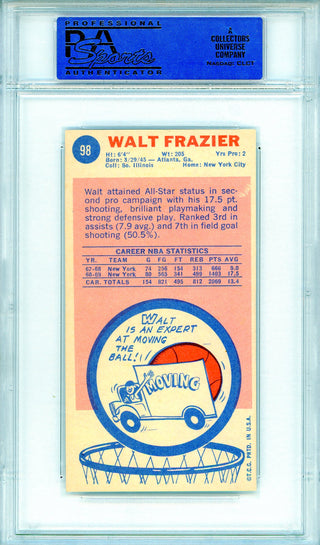 PROFESSIONAL
PSA
Sports
AUTHENTICATOR
A
COLLECTORS
UNIVERSE
COMPANY
Nasdaq: CLCT
98
WALT FRAZIER
Ht: 6'4" Wt: 205 Yrs Pro: 2
Born: 3/29/45 — Atlanta, Ga.
Coll: So. Illinois Home: New York City
Walt attained All-Star status in sec-
ond pro campaign with his 17.5 pt.
shooting, brilliant playmaking and
strong defensive play. Ranked 3rd in
assists (7.9 avg.) and 7th in field goal
shooting (50.5%).
CAREER NBA STATISTICS
YR. TEAM G FG FT AST PTS AVG
67-68 New York 74 256 154 313 666 9.0
68-69 New York 80 565 341 499 1403 17.5
CAR. TOTALS 154 821 495 812 2069 13.4
WALT
IS AN EXPERT
AT MOVING
THE
BALL!!
MOVING
©T.C.G. PRTD. IN U.S.A.